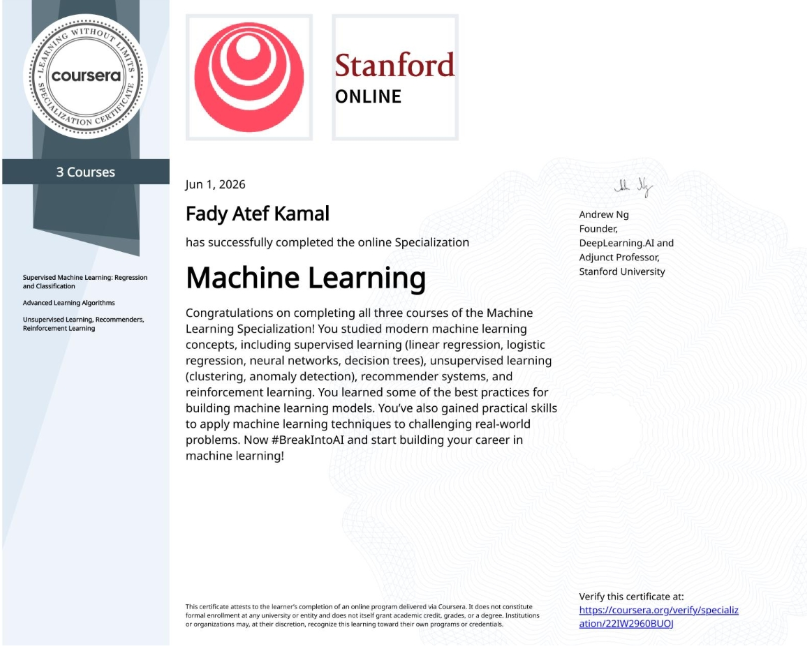 LEARNING WITHOUT LIMITS
coursera
SPECIALIZATION CERTIFICATE
3 Courses
Supervised Machine Learning: Regression
and Classification
Advanced Learning Algorithms
Unsupervised Learning, Recommenders,
Reinforcement Learning
Stanford
ONLINE
Jun 1, 2026
Fady Atef Kamal
has successfully completed the online Specialization
Machine Learning
Congratulations on completing all three courses of the Machine
Learning Specialization! You studied modern machine learning
concepts, including supervised learning (linear regression, logistic
regression, neural networks, decision trees), unsupervised learning
(clustering, anomaly detection), recommender systems, and
reinforcement learning. You learned some of the best practices for
building machine learning models. You’ve also gained practical skills
to apply machine learning techniques to challenging real-world
problems. Now #BreakIntoAI and start building your career in
machine learning!
Andrew Ng
Founder,
DeepLearning.AI and
Adjunct Professor,
Stanford University
This certificate attests to the learner's completion of an online program delivered via Coursera. It does not constitute
formal enrollment at any university or entity and does not itself grant academic credit, grades, or a degree. Institutions
or organizations may, at their discretion, recognize this learning toward their own programs or credentials.
Verify this certificate at:
https://coursera.org/verify/specializ
ation/22IW2960BUOJ